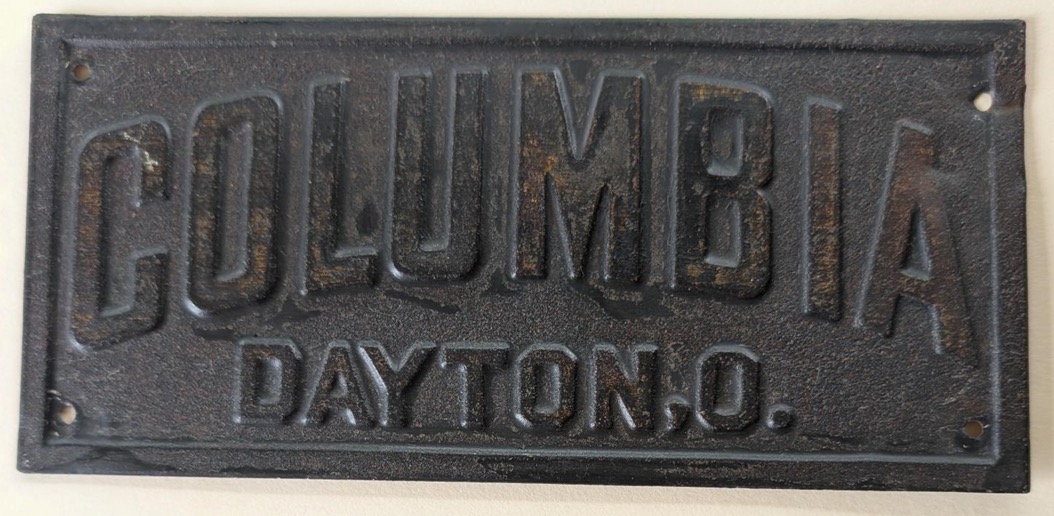 COLUMBIA
DAYTON, O.